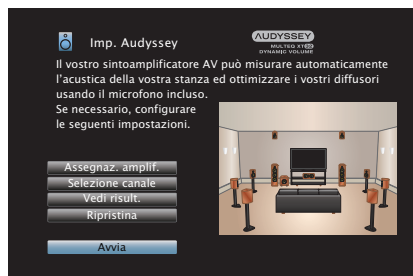 Imp. Audyssey
AUDYSSEY
MULTEQ XT32
DYNAMIC VOLUME
Il vostro sintoamplificatore AV può misurare automaticamente
l'acustica della vostra stanza ed ottimizzare i vostri diffusori
usando il microfono incluso.
Se necessario, configurare
le seguenti impostazioni.
Assegnaz. amplif.
Selezione canale
Vedi risult.
Ripristina
Avvia